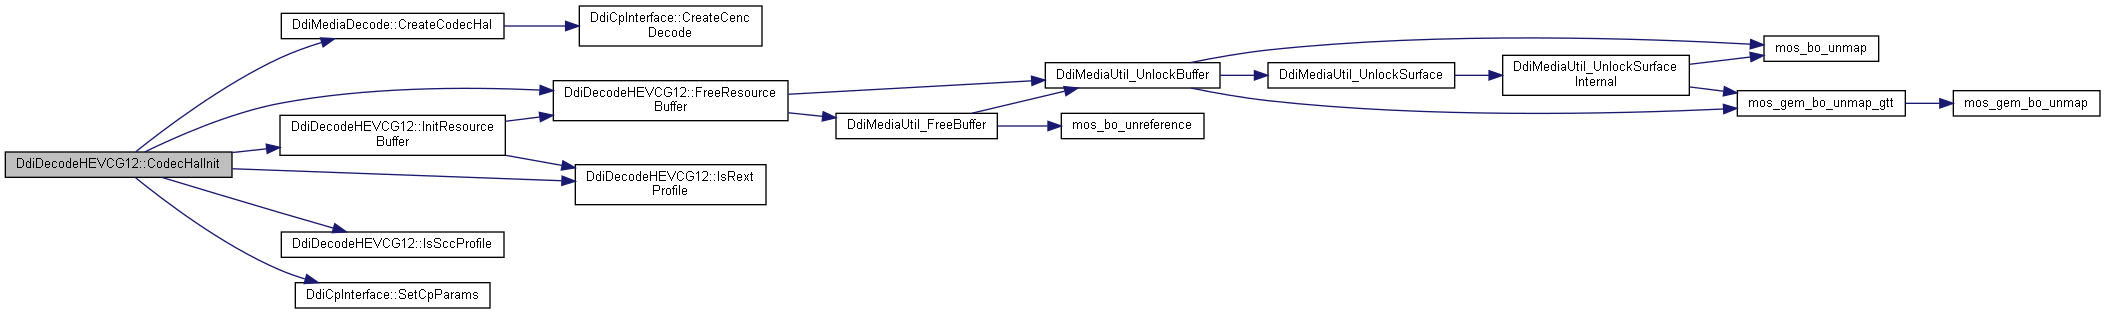 DdiDecodeHEVCG12::CodecHalInit
DdiMediaDecode::CreateCodecHal
DdiCpInterface::CreateCenc
Decode
DdiDecodeHEVCG12::FreeResource
Buffer
DdiDecodeHEVCG12::InitResource
Buffer
DdiDecodeHEVCG12::IsRext
Profile
DdiDecodeHEVCG12::IsSccProfile
DdiCpInterface::SetCpParams
DdiMediaUtil_FreeBuffer
DdiMediaUtil_UnlockBuffer
mos_bo_unreference
DdiMediaUtil_UnlockSurface
DdiMediaUtil_UnlockSurface
Internal
mos_bo_unmap
mos_gem_bo_unmap_gtt
mos_gem_bo_unmap